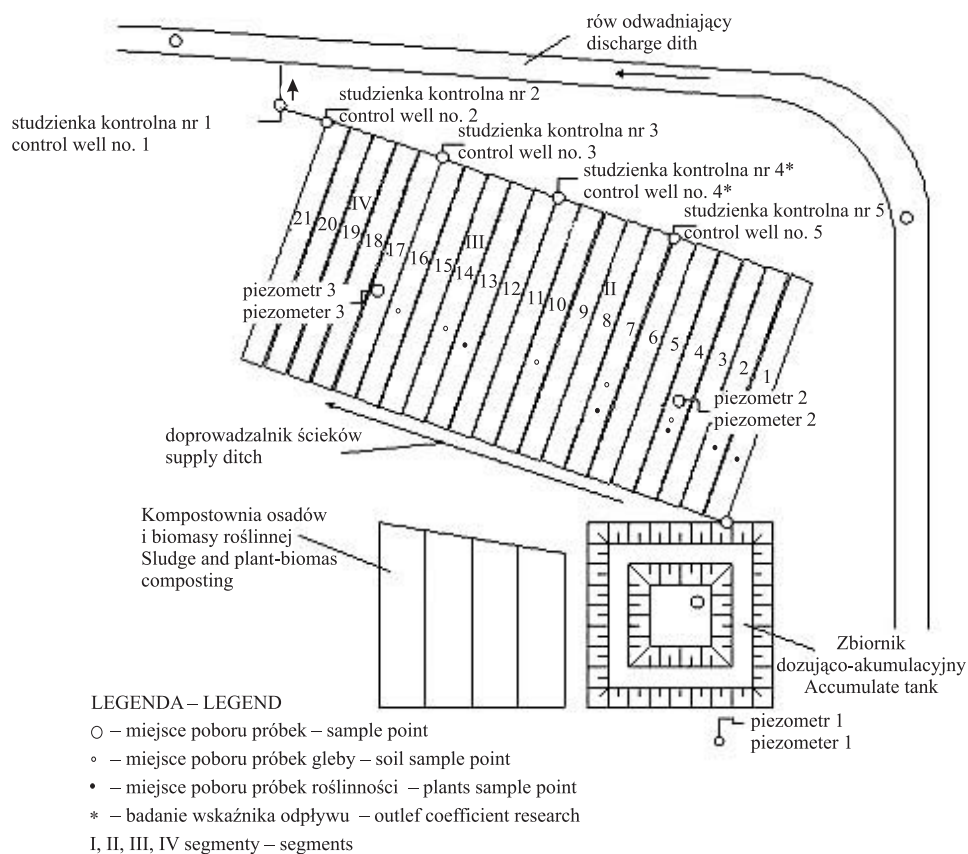 rów odwadniający
discharge dith
studzienka kontrolna nr 1
control well no. 1
studzienka kontrolna nr 2
control well no. 2
studzienka kontrolna nr 3
control well no. 3
studzienka kontrolna nr 4*
control well no. 4*
studzienka kontrolna nr 5
control well no. 5
IV
III
II
21 20 19 18 17 16 15 14 13 12 11 10 9 8 7 6 5 4 3 2 1
piezometr 3
piezometer 3
piezometr 2
piezometer 2
doprowadzalnik ścieków
supply ditch
Kompostownia osadów
i biomasy roślinnej
Sludge and plant-biomas
composting
Zbiornik
dozująco-akumulacyjny
Accumulate tank
piezometr 1
piezometer 1
LEGENDA – LEGEND
– miejsce poboru próbek – sample point
– miejsce poboru próbek gleby – soil sample point
– miejsce poboru próbek roślinności – plants sample point
* – badanie wskaźnika odpływu – outlef coefficient research
I, II, III, IV segmenty – segments